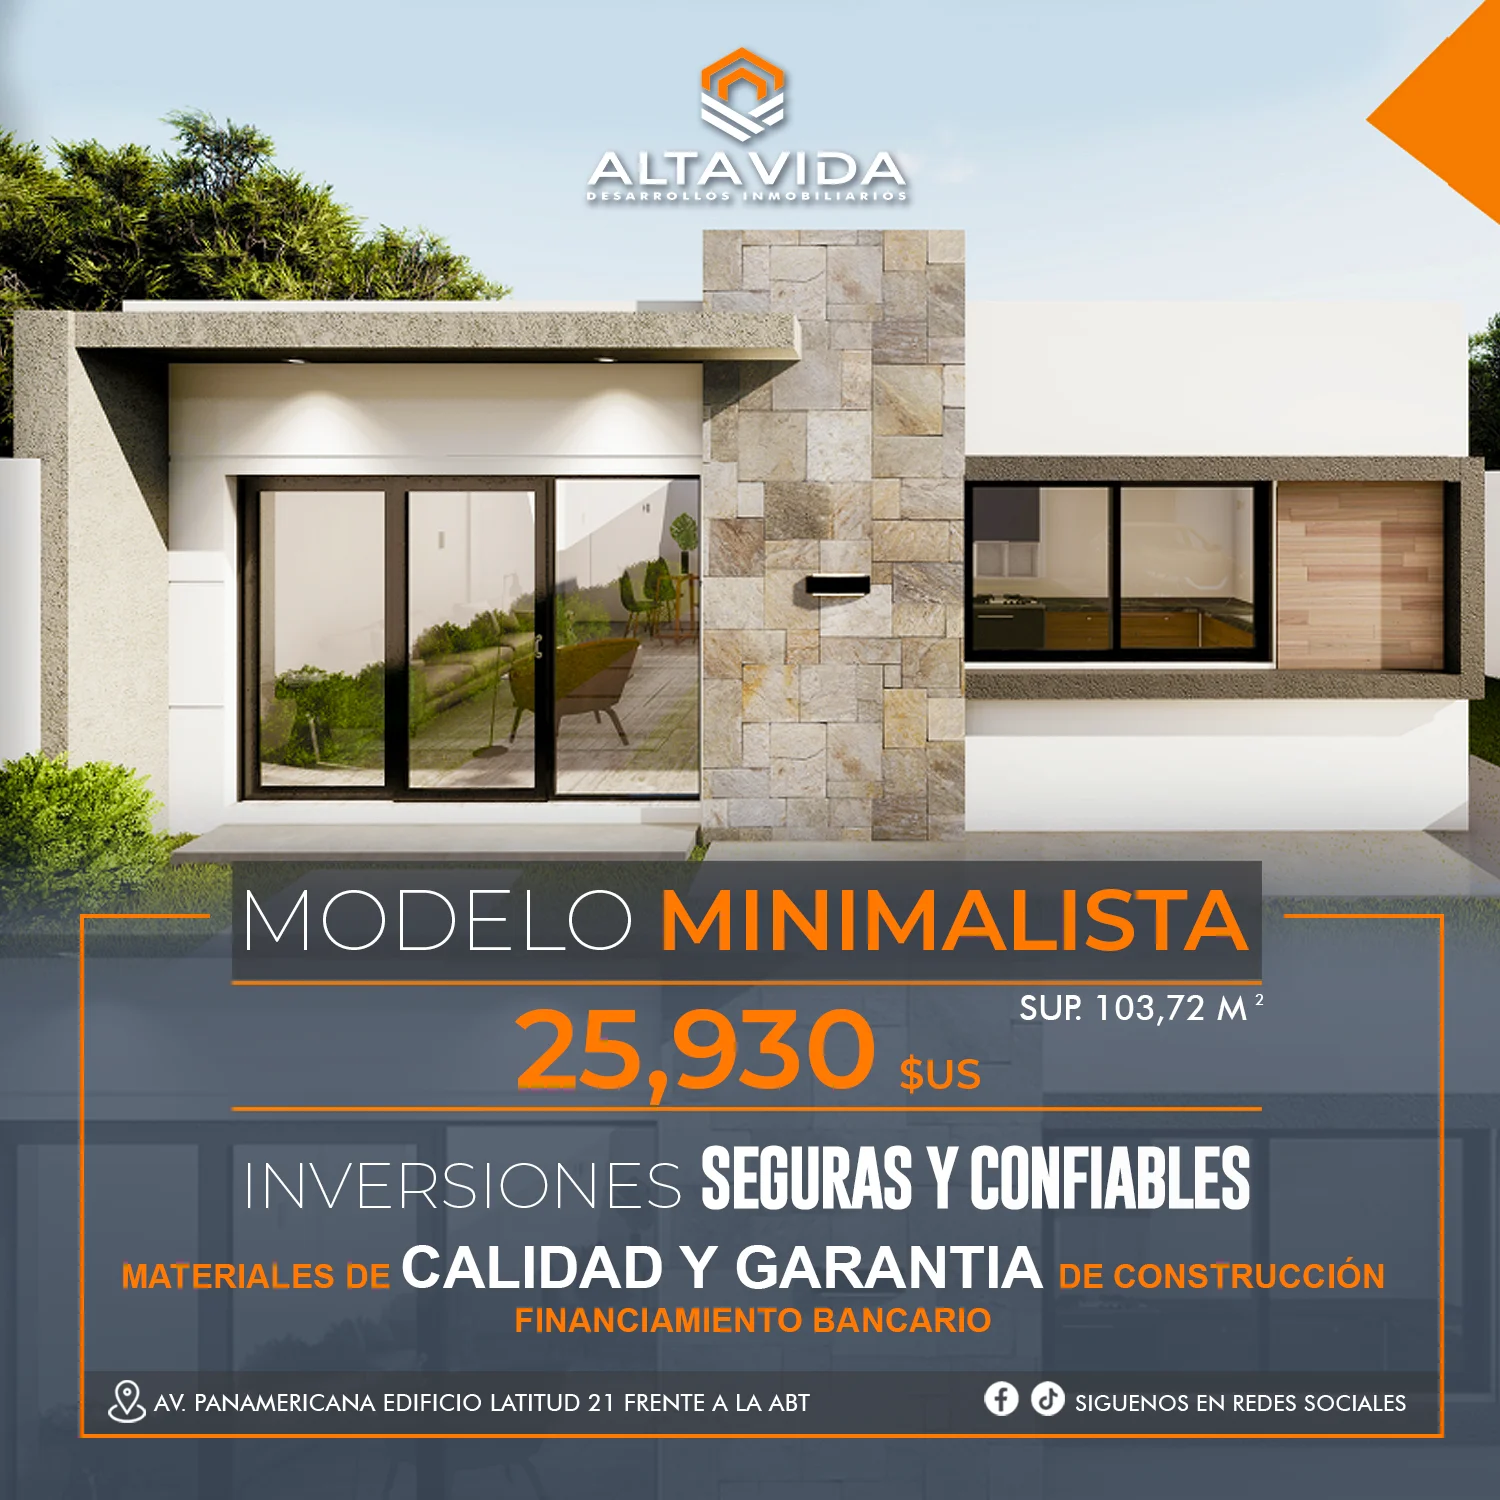 ALTAVIDA
DESARROLLOS INMOBILIARIOS
MODELO MINIMALISTA
SUP. 103,72 M²
25,930 $US
INVERSIONES SEGURAS Y CONFIABLES
MATERIALES DE CALIDAD Y GARANTIA DE CONSTRUCCIÓN
FINANCIAMIENTO BANCARIO
AV. PANAMERICANA EDIFICIO LATITUD 21 FRENTE A LA ABT
SIGUENOS EN REDES SOCIALES